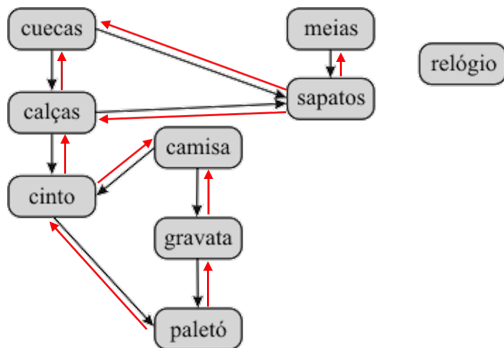 cuecas
meias
relógio
calças
sapatos
camisa
cinto
gravata
paletó